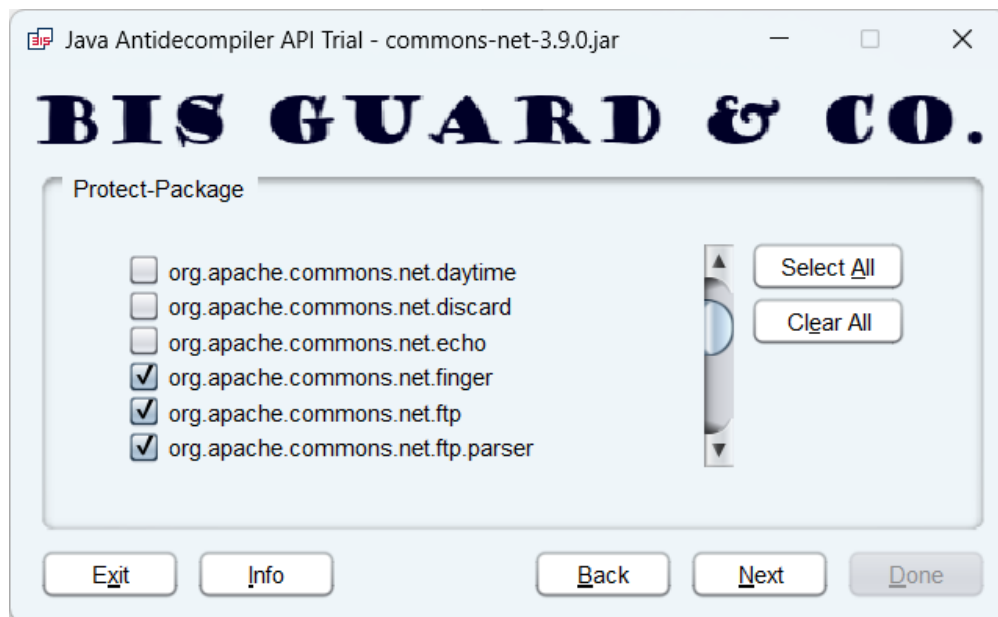 Java Antidecompiler API Trial - commons-net-3.9.0.jar
BIS GUARD & CO.
Protect-Package
org.apache.commons.net.daytime
org.apache.commons.net.discard
org.apache.commons.net.echo
org.apache.commons.net.finger
org.apache.commons.net.ftp
org.apache.commons.net.ftp.parser
Select All
Clear All
Exit
Info
Back
Next
Done